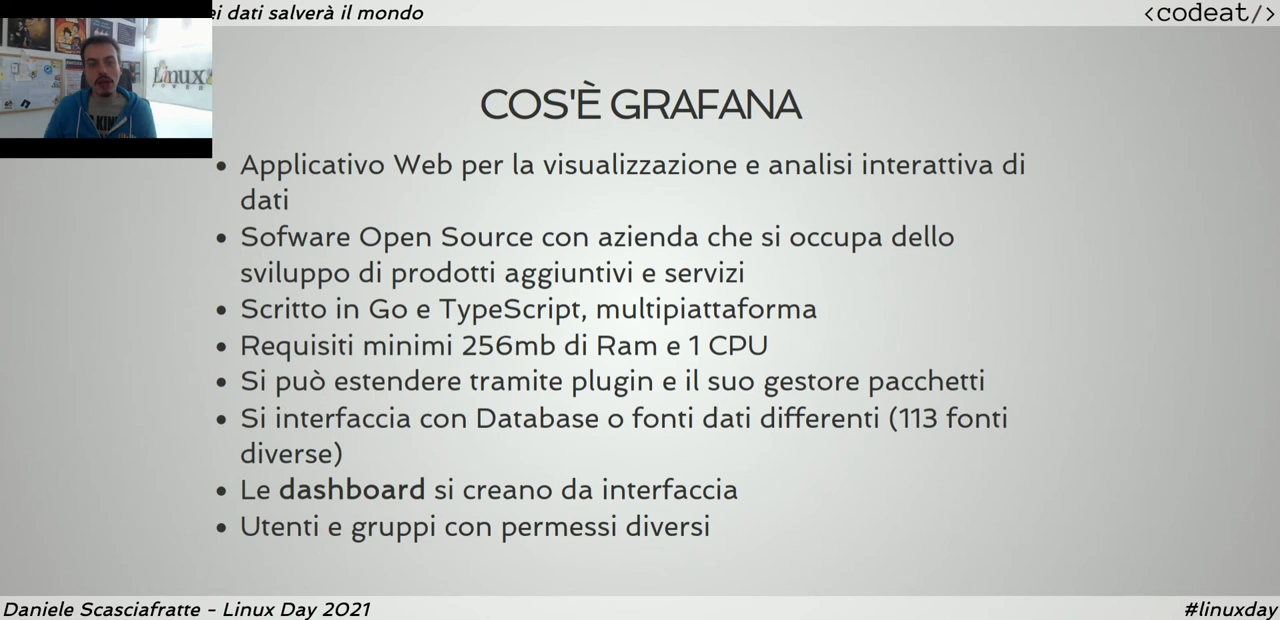 ei dati salverà il mondo
<codeat/>
Linux
COS'È GRAFANA
Applicativo Web per la visualizzazione e analisi interattiva di
dati
Sofware Open Source con azienda che si occupa dello
sviluppo di prodotti aggiuntivi e servizi
Scritto in Go e TypeScript, multipiattaforma
Requisiti minimi 256mb di Ram e 1 CPU
Si può estendere tramite plugin e il suo gestore pacchetti
Si interfaccia con Database o fonti dati differenti (113 fonti
diverse)
Le dashboard si creano da interfaccia
Utenti e gruppi con permessi diversi
Daniele Scasciafratte - Linux Day 2021
#linuxday